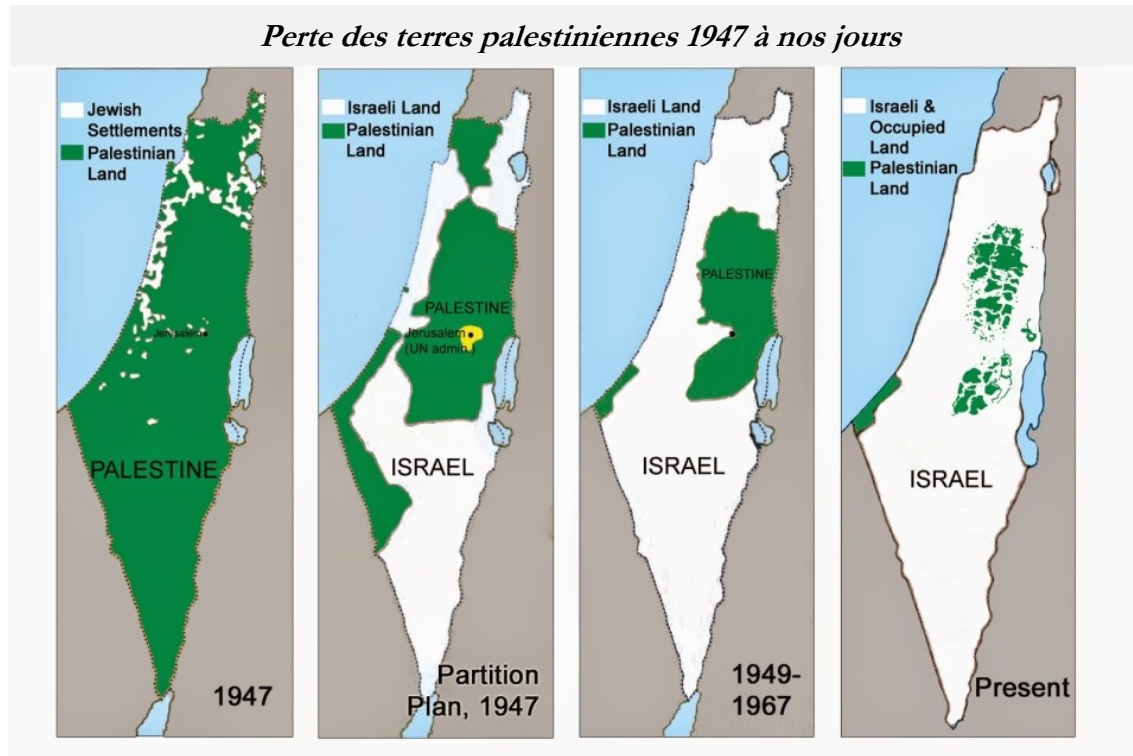 Perte des terres palestiniennes 1947 à nos jours
Jewish
Settlements
Palestinian
Land
Jerusalem
PALESTINE
1947
Israeli Land
Palestinian
Land
PALESTINE
Jerusalem
(UN admin.)
ISRAEL
Partition
Plan, 1947
Israeli Land
Palestinian
Land
PALESTINE
ISRAEL
1949-
1967
Israeli &
Occupied
Land
Palestinian
Land
ISRAEL
Present